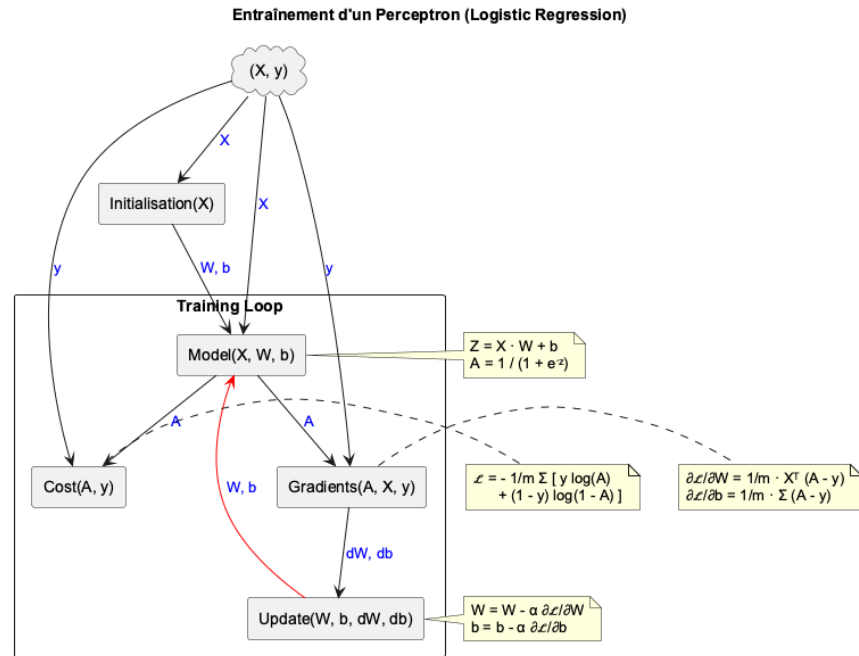 Entraînement d'un Perceptron (Logistic Regression)
(X, y)
X
Initialisation(X)
X
W, b
y
y
Training Loop
Model(X, W, b)
Z = X · W + b
A = 1 / (1 + e⁻ᶻ)
A
A
Cost(A, y)
W, b
Gradients(A, X, y)
ℒ = - 1/m Σ [ y log(A)
+ (1 - y) log(1 - A) ]
∂ℒ/∂W = 1/m · Xᵀ (A - y)
∂ℒ/∂b = 1/m · Σ (A - y)
dW, db
Update(W, b, dW, db)
W = W - α ∂ℒ/∂W
b = b - α ∂ℒ/∂b